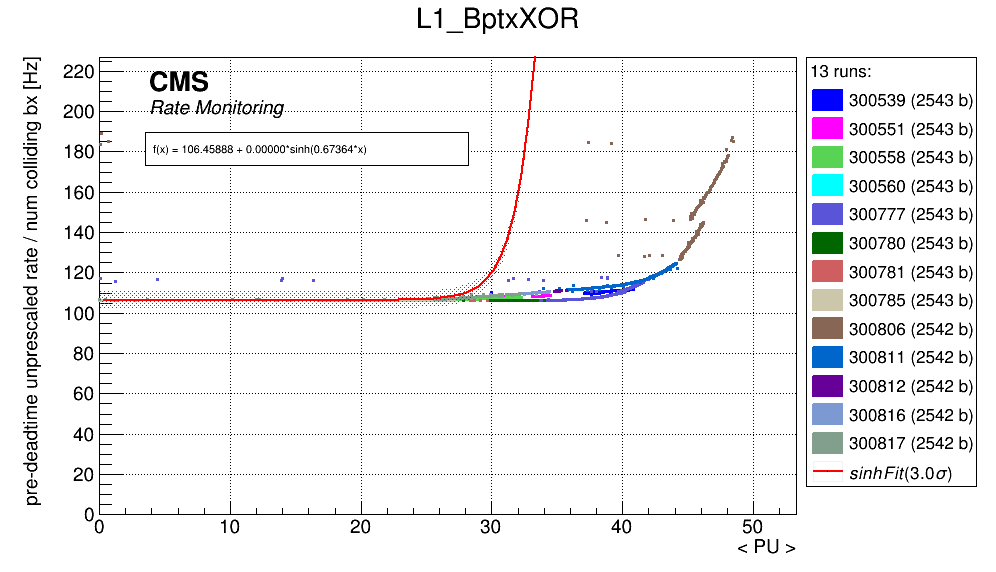 L1_BptxXOR
pre-deadtime unprescaled rate / num colliding bx [Hz]
220
200
180
160
140
120
100
80
60
40
20
0
CMS
Rate Monitoring
f(x) = 106.45888 + 0.00000*sinh(0.67364*x)
0 10 20 30 40 50
< PU >
13 runs:
300539 (2543 b)
300551 (2543 b)
300558 (2543 b)
300560 (2543 b)
300777 (2543 b)
300780 (2543 b)
300781 (2543 b)
300785 (2543 b)
300806 (2542 b)
300811 (2542 b)
300812 (2542 b)
300816 (2542 b)
300817 (2542 b)
sinhFit(3.0σ)